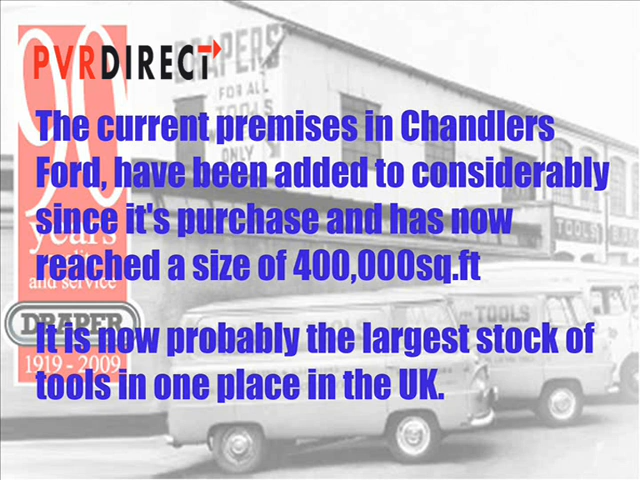 PVRDIRECT
90
DRAPERS
FOR ALL
TOOLS
ONLY
The current premises in Chandlers
Ford, have been added to considerably
since it's purchase and has now
reached a size of 400,000sq.ft
years
and service
TOOLS
DRAPER
1919 - 2009
It is now probably the largest stock of
tools in one place in the UK.
TOOLS